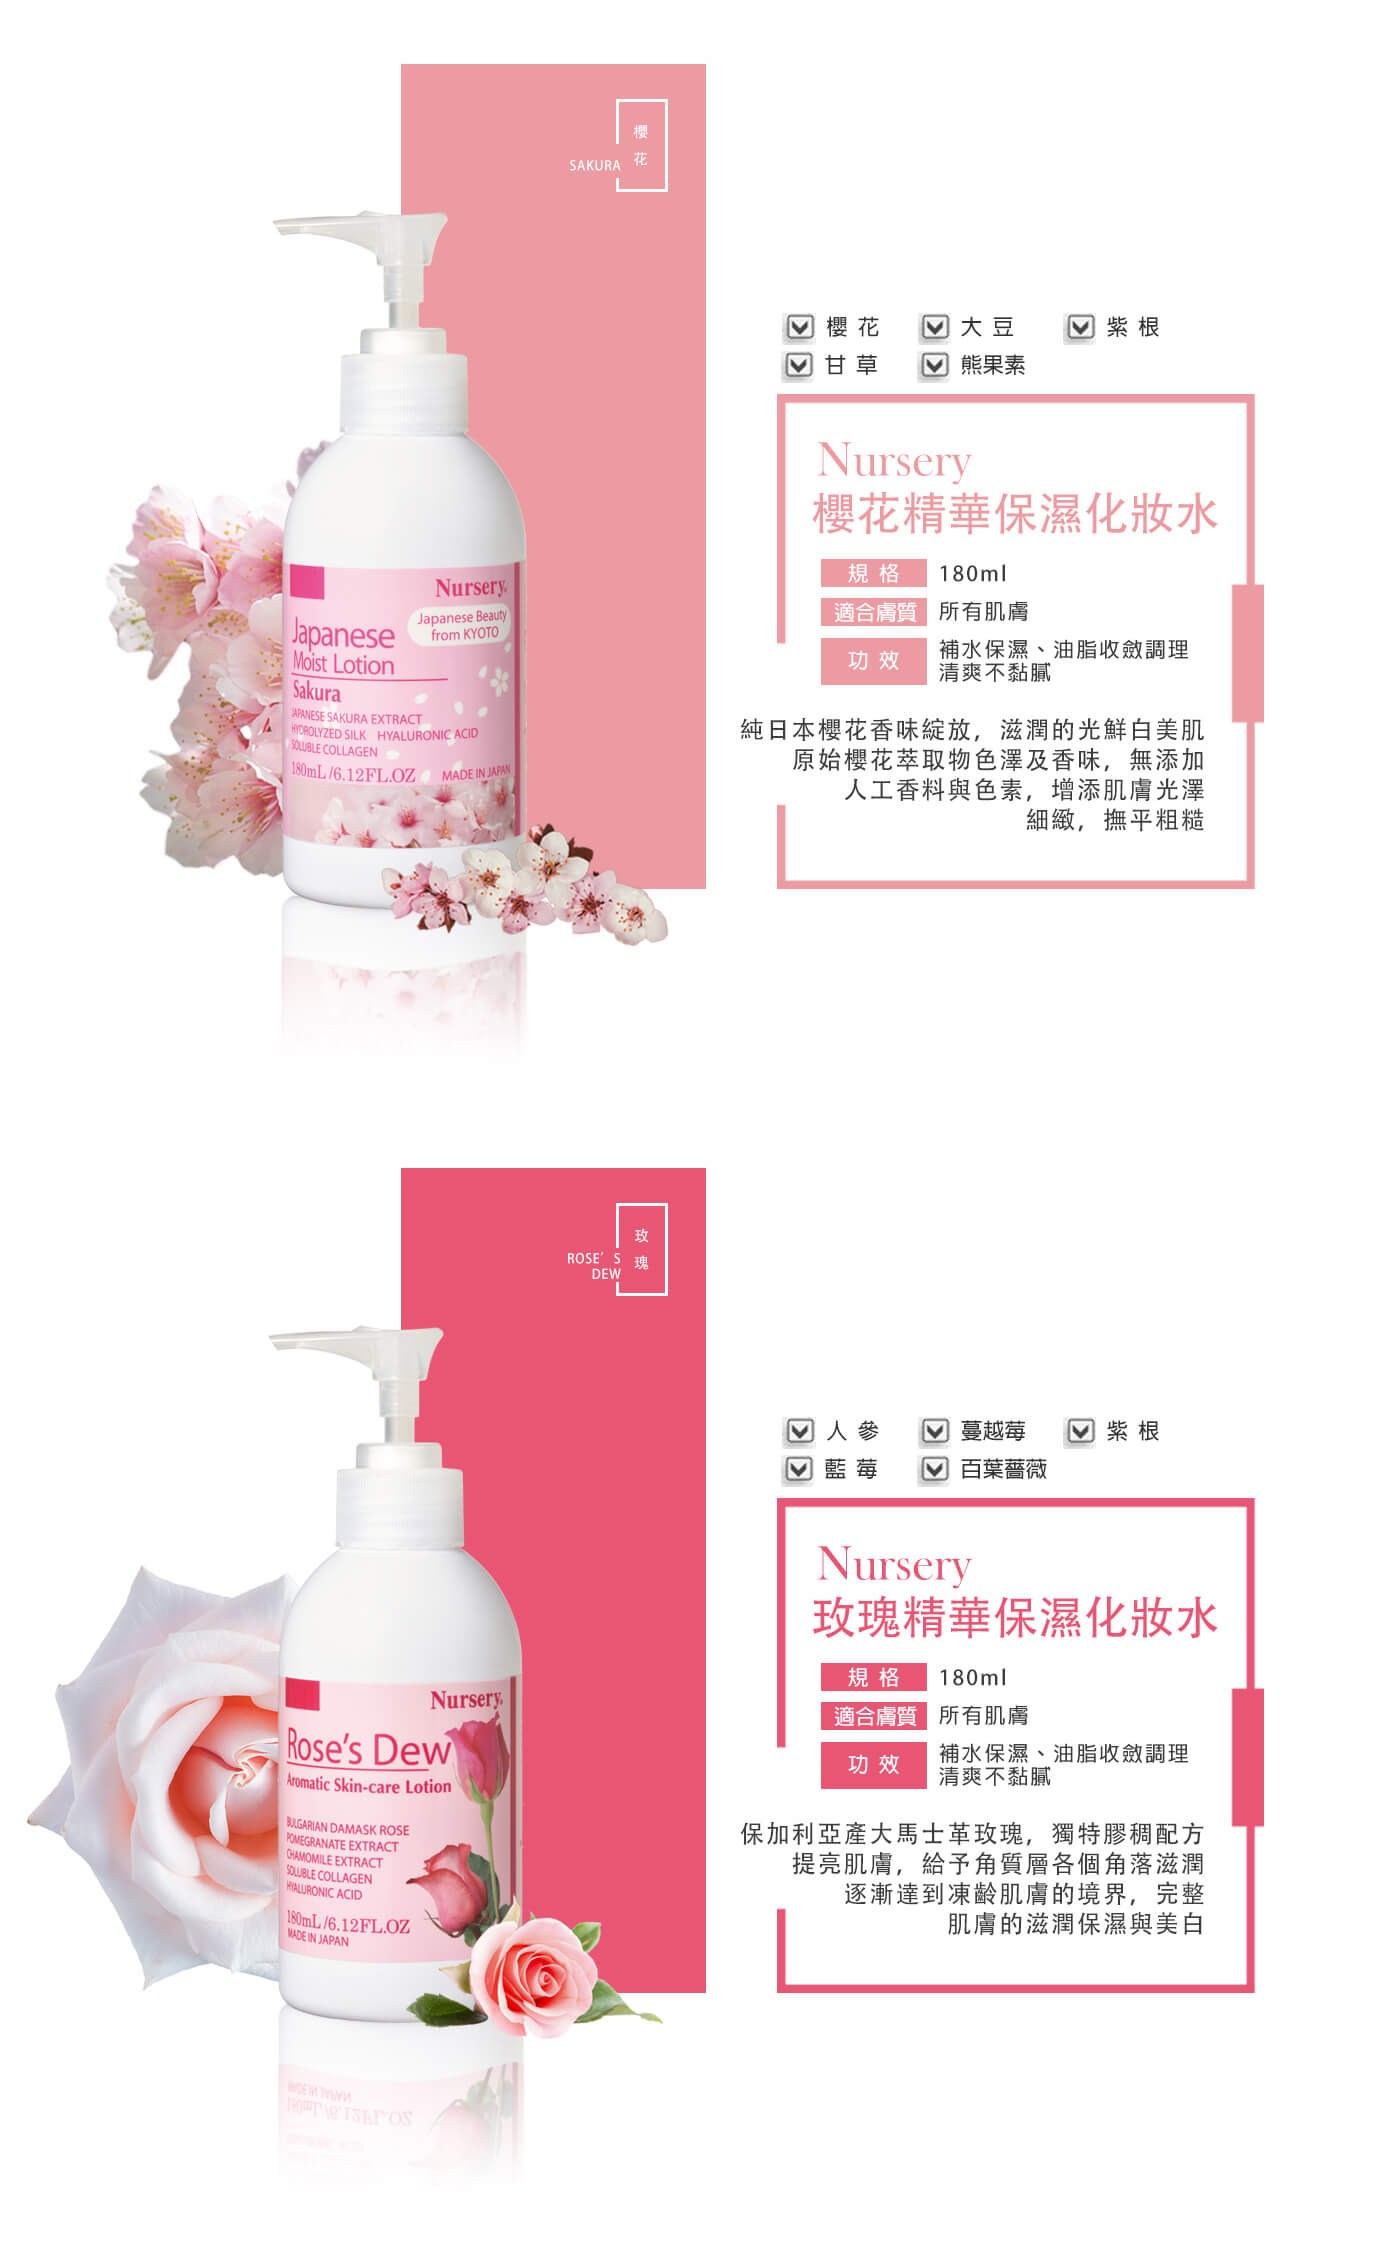 櫻花
SAKURA
櫻花 大豆 紫根
甘草 熊果素
Nursery
櫻花精華保濕化妝水
規格 180ml
適合膚質 所有肌膚
功效 補水保濕、油脂收斂調理
清爽不黏膩
純日本櫻花香味綻放，滋潤的光鮮白美肌
原始櫻花萃取物色澤及香味，無添加
人工香料與色素，增添肌膚光澤
細緻，撫平粗糙
Nursery.
Japanese Beauty
from KYOTO
Japanese
Moist Lotion
Sakura
JAPANESE SAKURA EXTRACT
HYDROLYZED SILK HYALURONIC ACID
SOLUBLE COLLAGEN
180mL/6.12FL.OZ MADE IN JAPAN
玫瑰
ROSE'S
DEW
人參 蔓越莓 紫根
藍莓 百葉薔薇
Nursery
玫瑰精華保濕化妝水
規格 180ml
適合膚質 所有肌膚
功效 補水保濕、油脂收斂調理
清爽不黏膩
保加利亞產大馬士革玫瑰，獨特膠稠配方
提亮肌膚，給予角質層各個角落滋潤
逐漸達到凍齡肌膚的境界，完整
肌膚的滋潤保濕與美白
Nursery.
Rose's Dew
Aromatic Skin-care Lotion
BULGARIAN DAMASK ROSE
POMEGRANATE EXTRACT
CHAMOMILE EXTRACT
SOLUBLE COLLAGEN
HYALURONIC ACID
180mL/6.12FL.OZ
MADE IN JAPAN